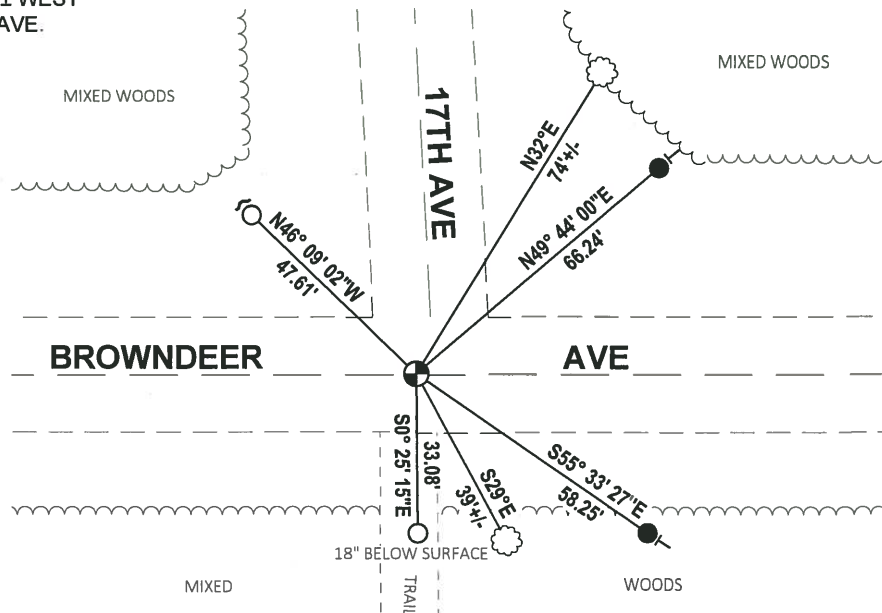 1 WEST
AVE.
MIXED WOODS
MIXED WOODS
17TH AVE
N32°E
74'+/-
N49° 44' 00"E
66.24'
N46° 09' 02"W
47.61'
BROWNDEER AVE
S0° 25' 15"E
33.08'
S29°E
39'+/-
S55° 33' 27"E
58.25'
18" BELOW SURFACE
MIXED WOODS
TRAIL